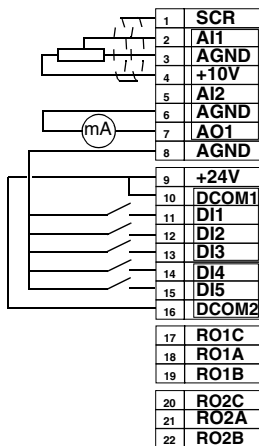 1 SCR
2 AI1
3 AGND
4 +10V
5 AI2
6 AGND
mA
7 AO1
8 AGND
9 +24V
10 DCOM1
11 DI1
12 DI2
13 DI3
14 DI4
15 DI5
16 DCOM2
17 RO1C
18 RO1A
19 RO1B
20 RO2C
21 RO2A
22 RO2B